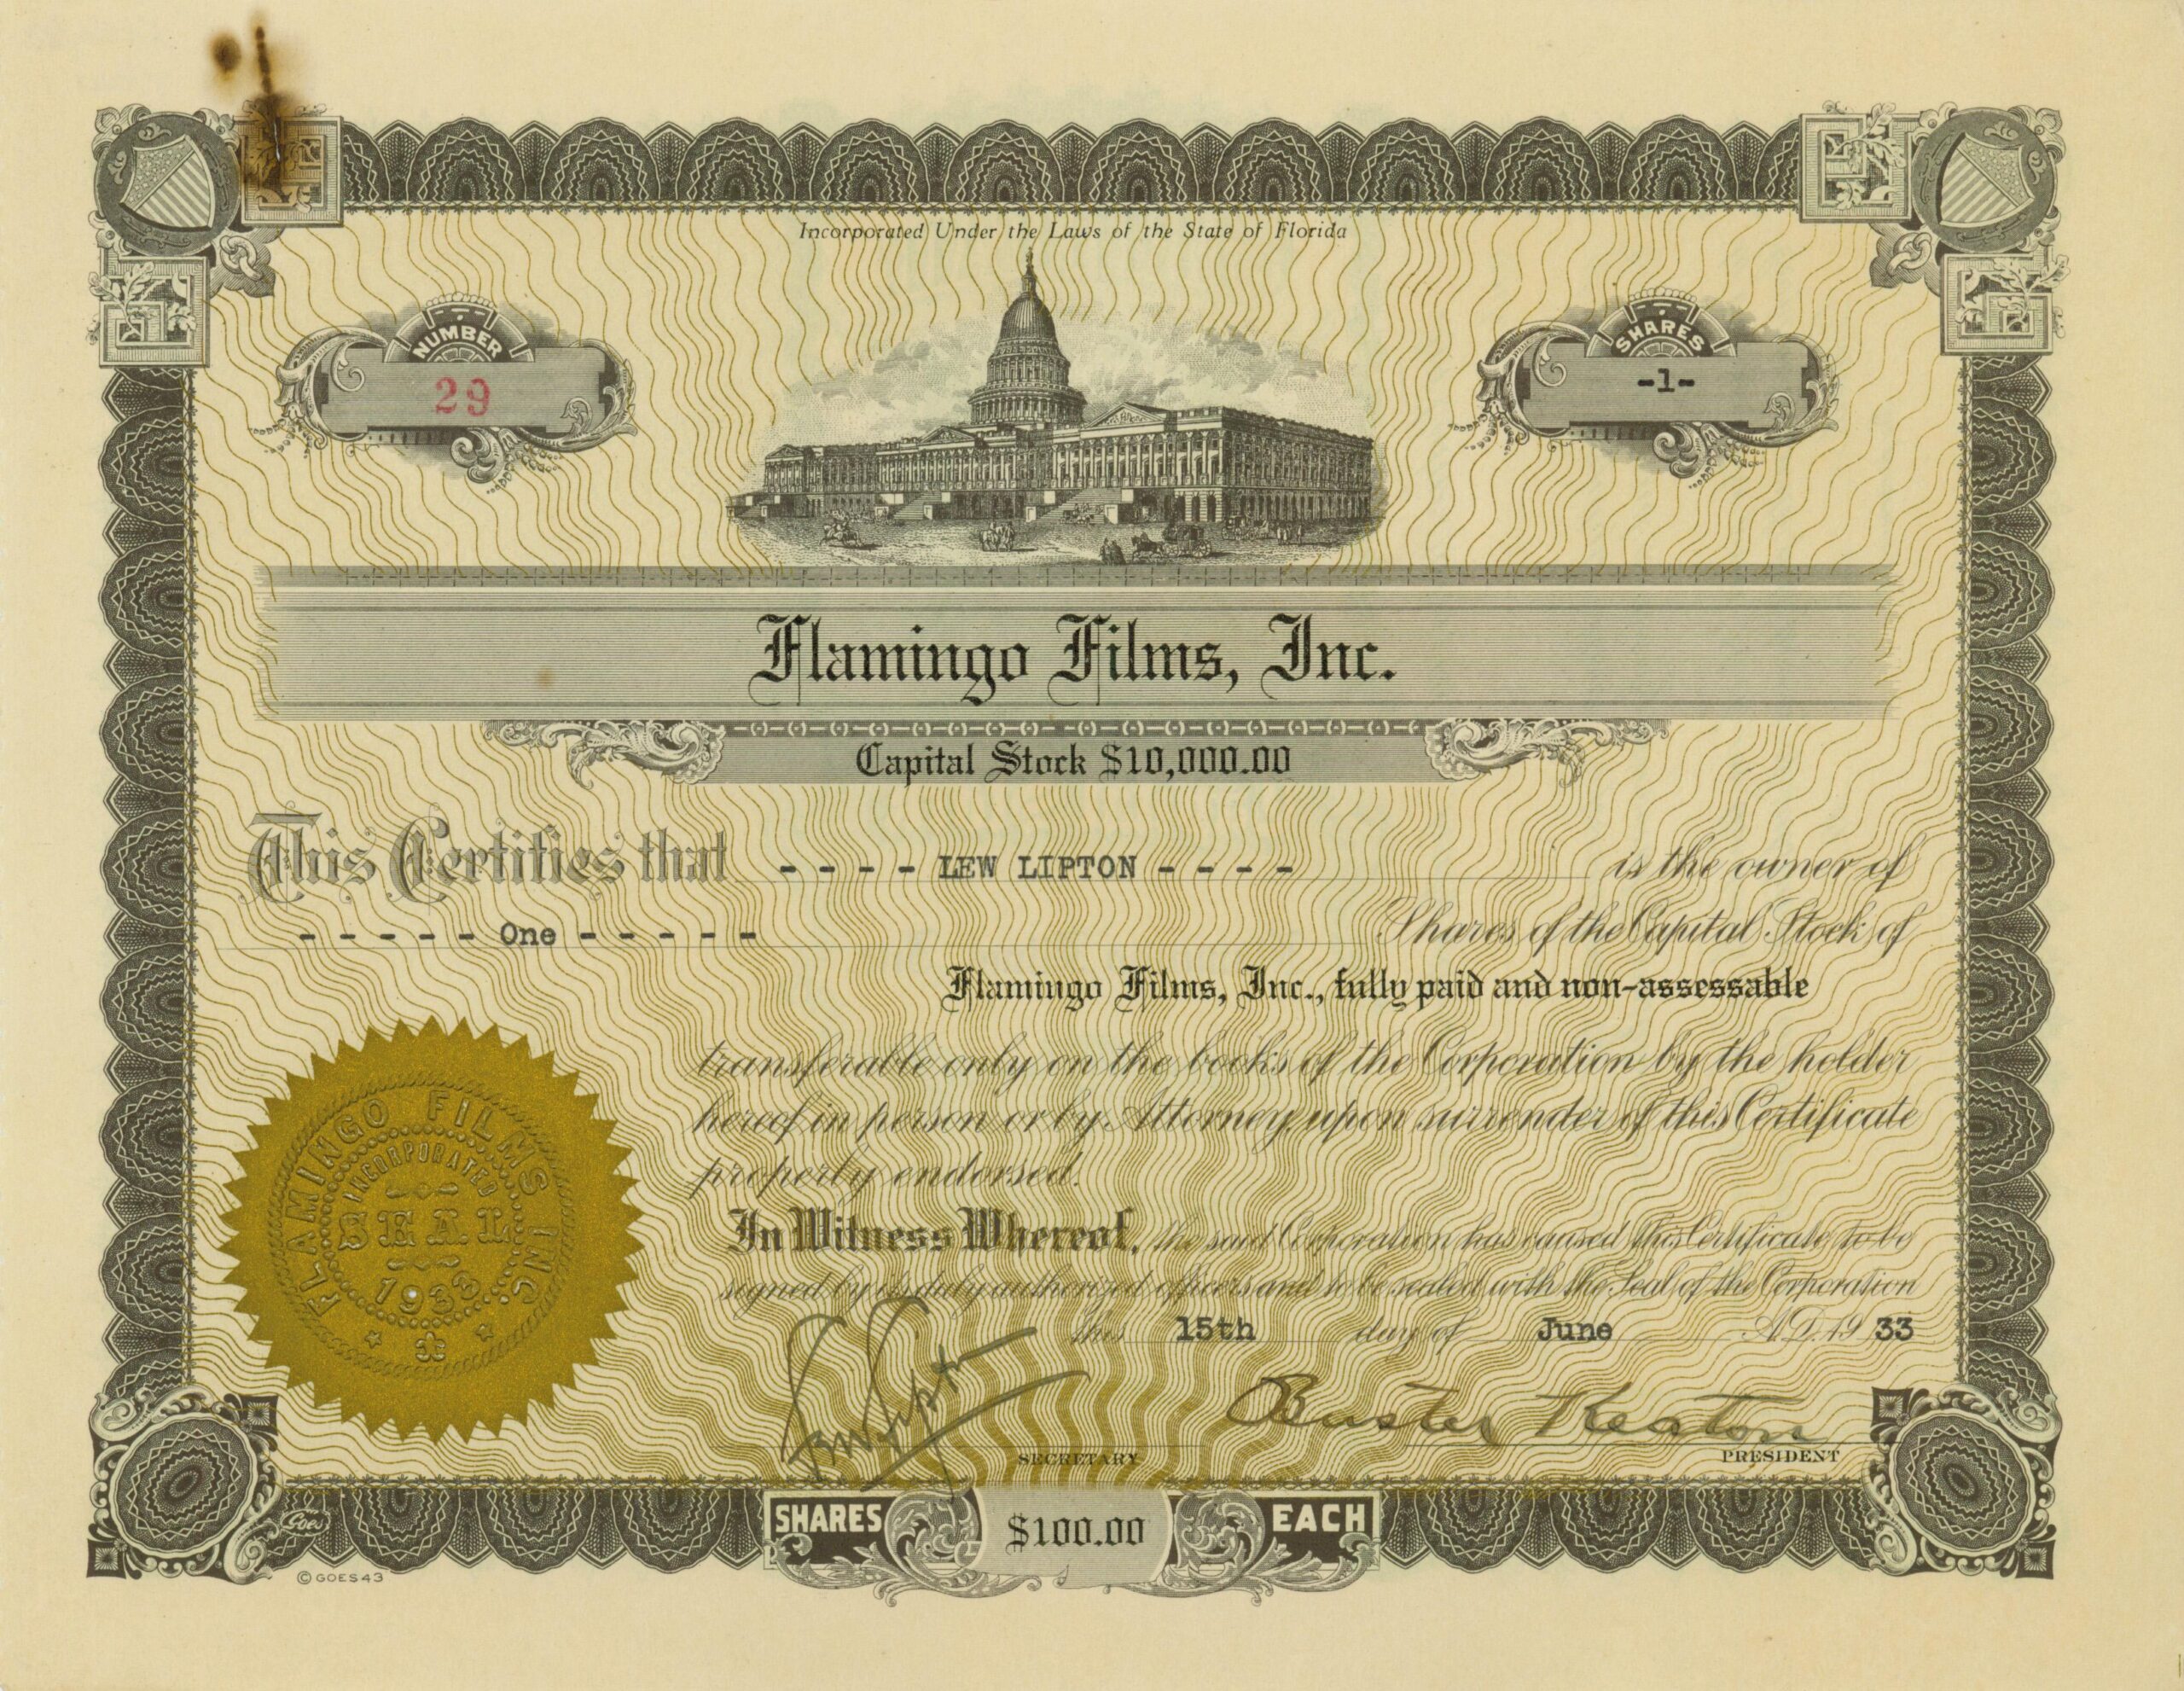 Incorporated Under the Laws of the State of Florida
NUMBER
29
SHARES
-1-
Flamingo Films, Inc.
Capital Stock $10,000.00
This Certifies that - - - - LEW LIPTON - - - - is the owner of
- - - - - One - - - - - Shares of the Capital Stock of
Flamingo Films, Inc., fully paid and non-assessable
transferable only on the books of the Corporation by the holder
hereof in person or by Attorney upon surrender of this Certificate
properly endorsed.
In Witness Whereof, the said Corporation has caused this Certificate to be
signed by its duly authorized officers and to be sealed with the Seal of the Corporation
this 15th day of June A.D. 19 33
FLAMINGO FILMS INC
INCORPORATED
SEAL
1933
Lew Lipton
SECRETARY
Buster Keaton
PRESIDENT
SHARES $100.00 EACH
Goes
© GOES 43